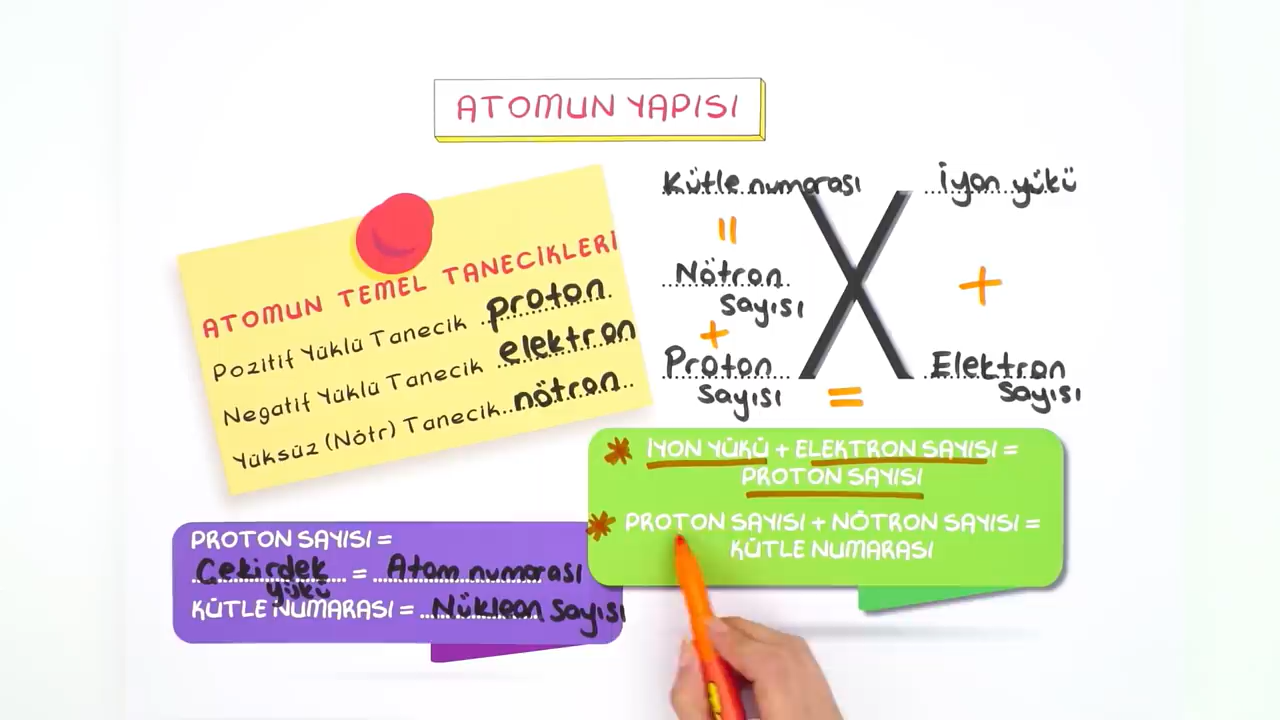 ATOMUN YAPISI
ATOMUN TEMEL TANECİKLERİ
Pozitif Yüklü Tanecik proton
Negatif Yüklü Tanecik elektron
Yüksüz (Nötr) Tanecik nötron
Kütle numarası
İyon yükü
=
Nötron
sayısı
+
+
Proton
sayısı
=
Elektron
sayısı
* İYON YÜKÜ + ELEKTRON SAYISI =
PROTON SAYISI
* PROTON SAYISI + NÖTRON SAYISI =
KÜTLE NUMARASI
PROTON SAYISI =
Çekirdek yükü = Atom numarası
KÜTLE NUMARASI = Nükleon sayısı